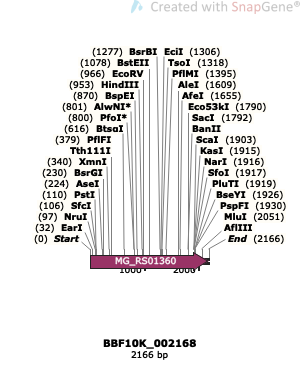 Created with SnapGene®
(1277) BsrBI EciI (1306)
(1078) BstEII TsoI (1318)
(966) EcoRV PflMI (1395)
(953) HindIII AleI (1609)
(870) BspEI AfeI (1655)
(801) AlwNI* Eco53kI (1790)
(800) PfoI* SacI (1792)
(616) BtsαI BanII
(379) PflFI ScaI (1903)
Tth111I KasI (1915)
(340) XmnI NarI (1916)
(230) BsrGI SfoI (1917)
(224) AseI PluTI (1919)
(110) PstI BseYI (1926)
(106) SfcI PspFI (1930)
(97) NruI MluI (2051)
(32) EarI AflIII
(0) Start End (2166)
MG_RS01360
1000 2000
BBF10K_002168
2166 bp